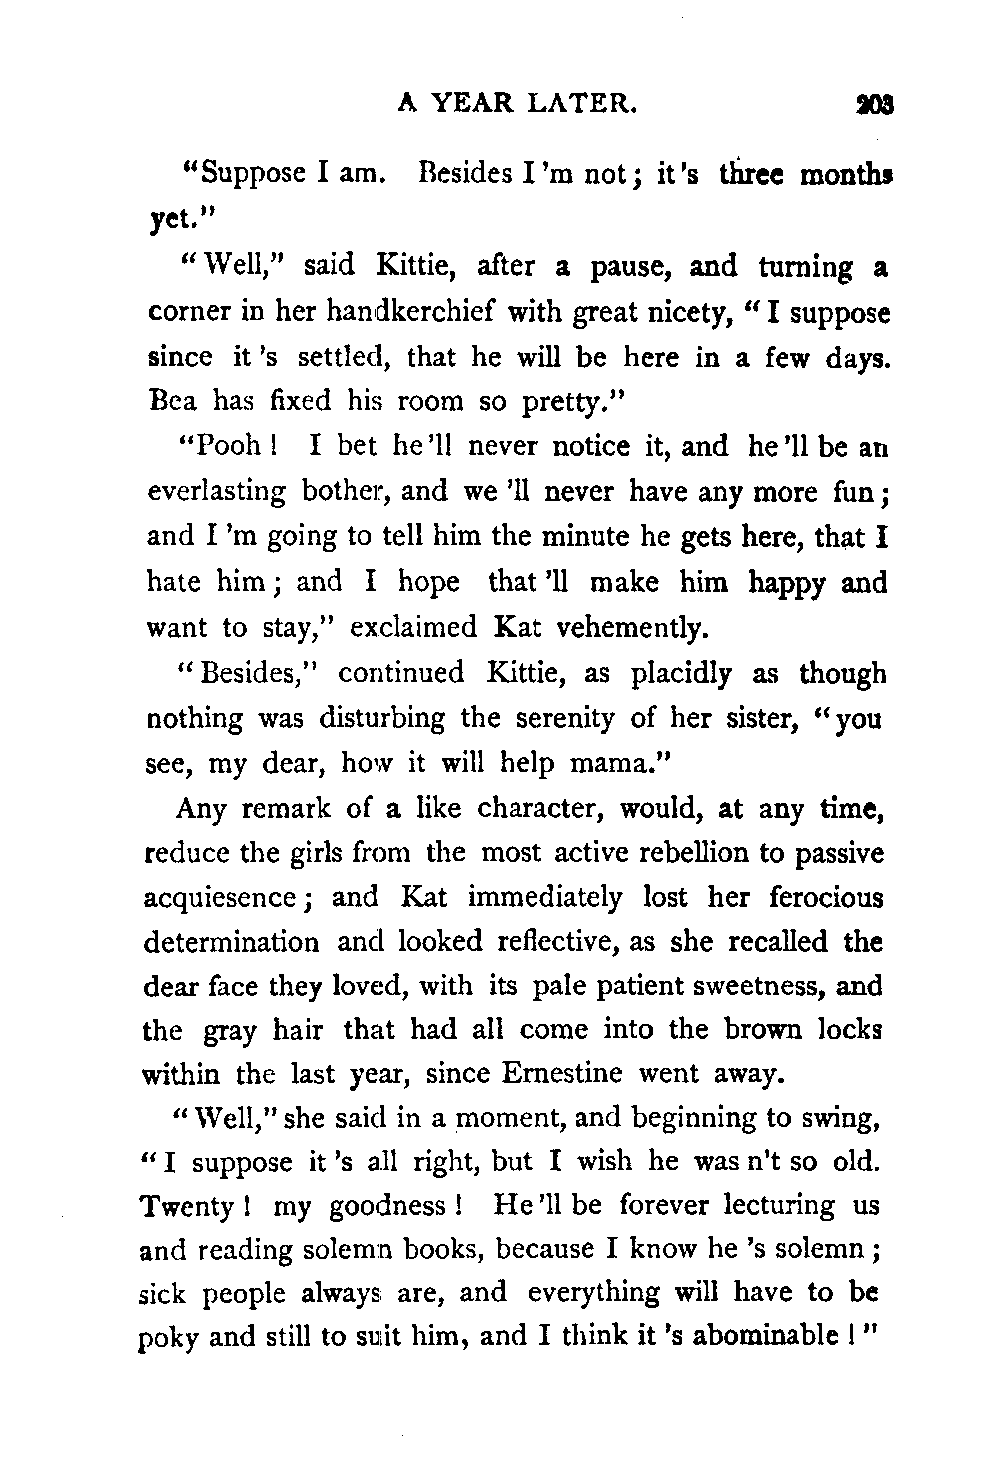 A YEAR LATER. 203
"Suppose I am. Besides I'm not; it's three months
yet."
"Well," said Kittie, after a pause, and turning a
corner in her handkerchief with great nicety, "I suppose
since it's settled, that he will be here in a few days.
Bea has fixed his room so pretty."
"Pooh! I bet he'll never notice it, and he'll be an
everlasting bother, and we'll never have any more fun;
and I'm going to tell him the minute he gets here, that I
hate him; and I hope that'll make him happy and
want to stay," exclaimed Kat vehemently.
"Besides," continued Kittie, as placidly as though
nothing was disturbing the serenity of her sister, "you
see, my dear, how it will help mama."
Any remark of a like character, would, at any time,
reduce the girls from the most active rebellion to passive
acquiesence; and Kat immediately lost her ferocious
determination and looked reflective, as she recalled the
dear face they loved, with its pale patient sweetness, and
the gray hair that had all come into the brown locks
within the last year, since Ernestine went away.
"Well," she said in a moment, and beginning to swing,
"I suppose it's all right, but I wish he wasn't so old.
Twenty! my goodness! He'll be forever lecturing us
and reading solemn books, because I know he's solemn;
sick people always are, and everything will have to be
poky and still to suit him, and I think it's abominable!"